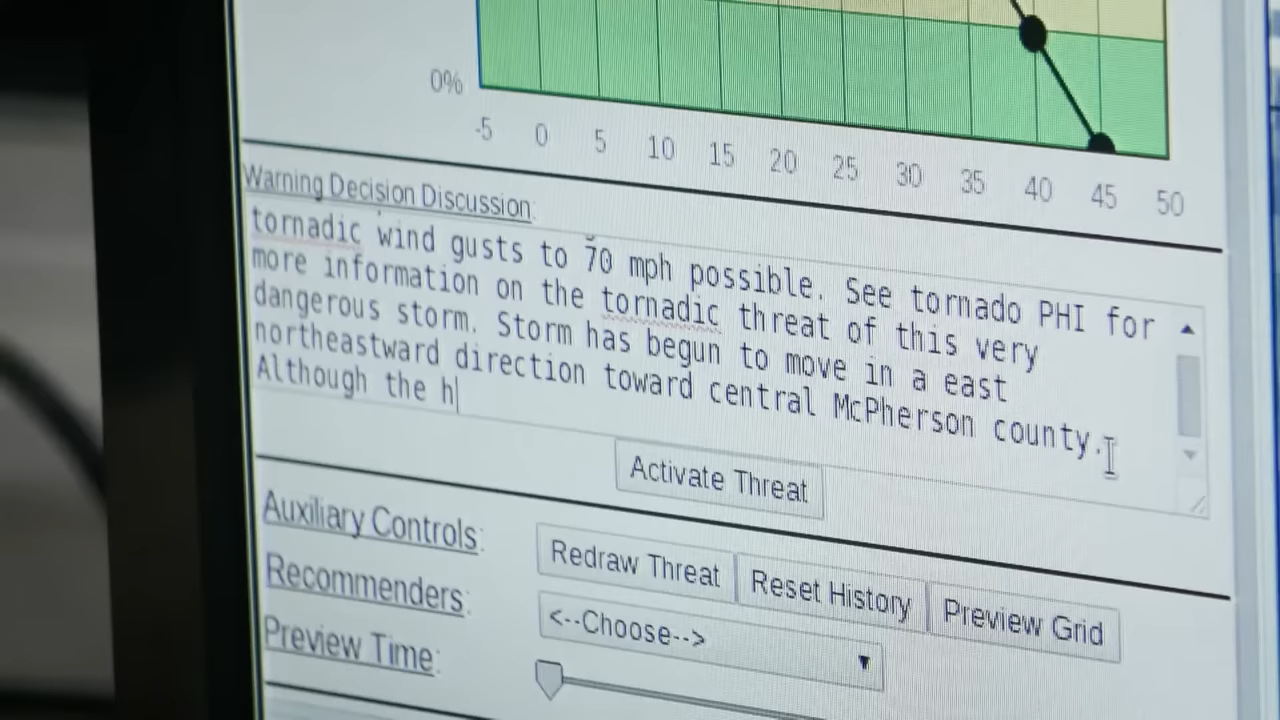 0%
-5 0 5 10 15 20 25 30 35 40 45 50
Warning Decision Discussion:
tornadic wind gusts to 70 mph possible. See tornado PHI for
more information on the tornadic threat of this very
dangerous storm. Storm has begun to move in a east
northeastward direction toward central McPherson county.
Although the h
Activate Threat
Auxiliary Controls: Redraw Threat Reset History Preview Grid
Recommenders: <--Choose-->
Preview Time: